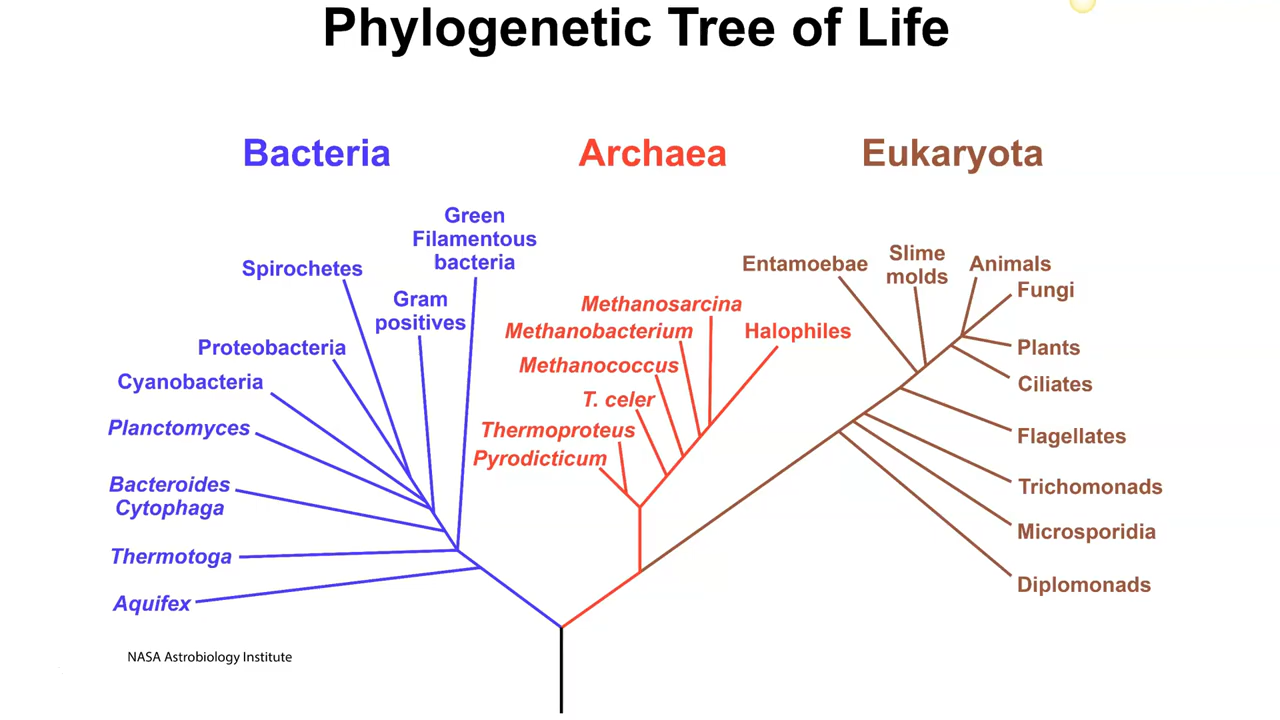 Phylogenetic Tree of Life
Bacteria
Archaea
Eukaryota
Green
Filamentous
bacteria
Spirochetes
Gram
positives
Proteobacteria
Cyanobacteria
Planctomyces
Bacteroides
Cytophaga
Thermotoga
Aquifex
Methanosarcina
Methanobacterium
Halophiles
Methanococcus
T. celer
Thermoproteus
Pyrodicticum
Entamoebae
Slime
molds
Animals
Fungi
Plants
Ciliates
Flagellates
Trichomonads
Microsporidia
Diplomonads
NASA Astrobiology Institute